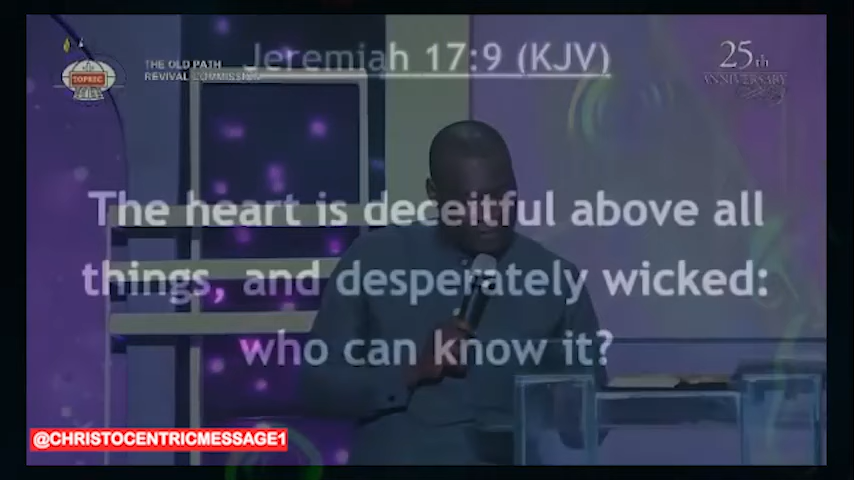 Jeremiah 17:9 (KJV)
THE OLD PATH
REVIVAL COMMISSION
TOPREC
25th
ANNIVERSARY
The heart is deceitful above all
things, and desperately wicked:
who can know it?
@CHRISTOCENTRICMESSAGE1